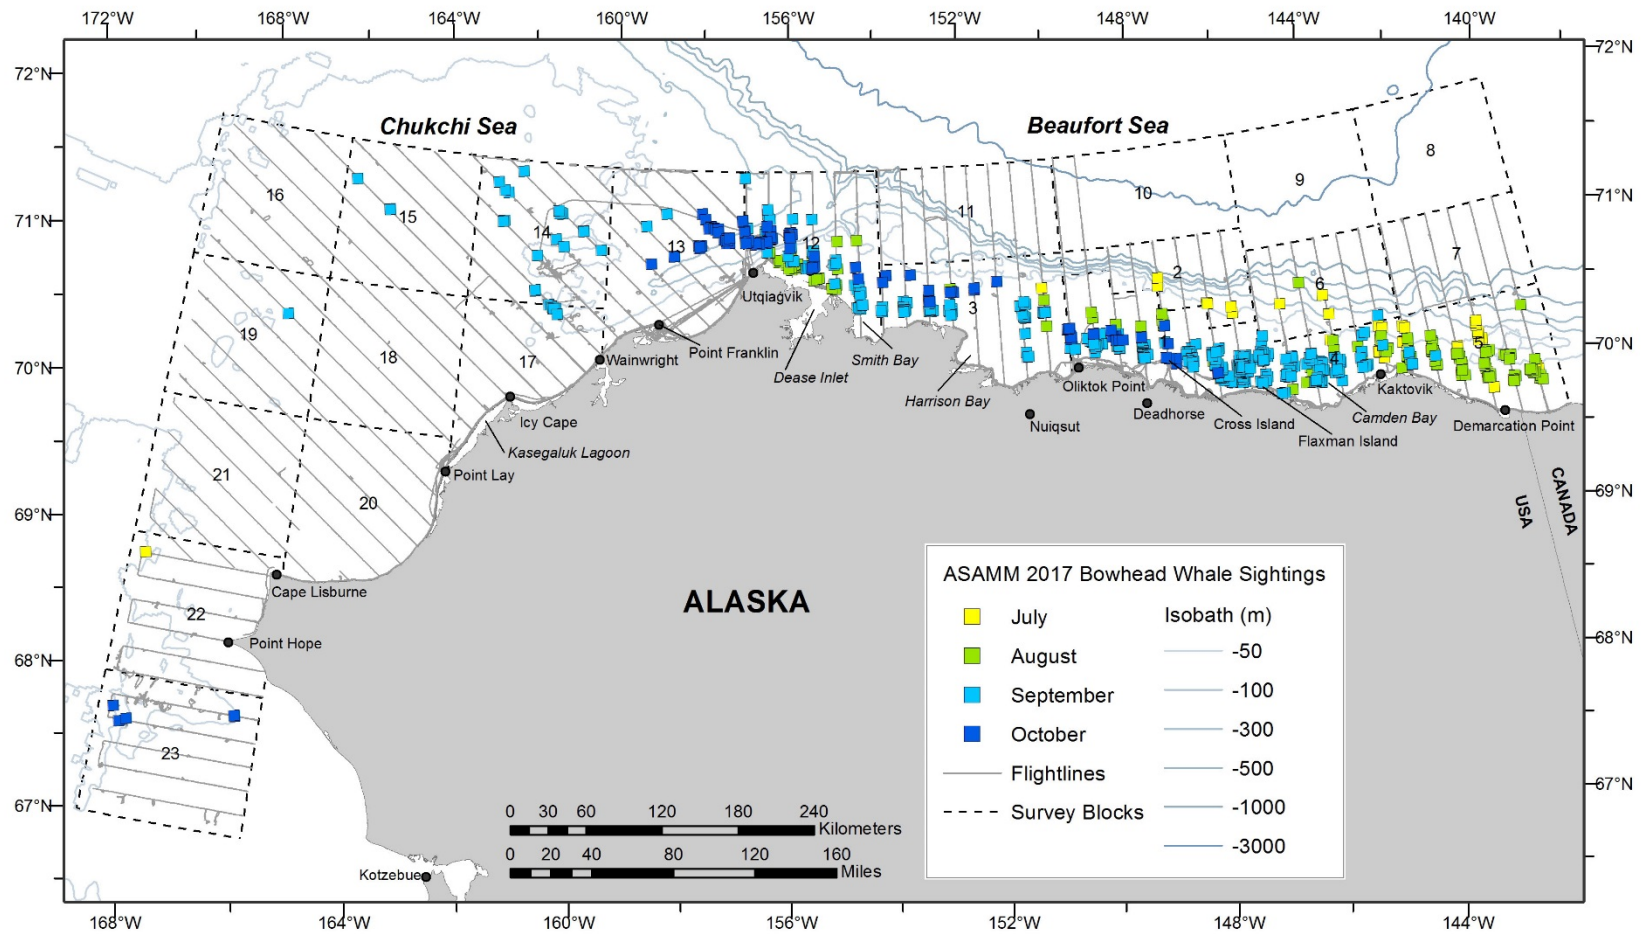 172°W 168°W 164°W 160°W 156°W 152°W 148°W 144°W 140°W
72°N 72°N
Chukchi Sea Beaufort Sea
8
9
10
16
71°N 71°N
15
11
14
13
12
7
2
6
Utqiaġvik
19
3
18
Point Franklin
17
Wainwright
Smith Bay
Dease Inlet
70°N 70°N
5
4
Harrison Bay
Oliktok Point
Kaktovik
Icy Cape
Nuiqsut
Deadhorse
Cross Island
Camden Bay
Demarcation Point
Flaxman Island
Kasegaluk Lagoon
21
Point Lay
20
69°N 69°N
USA
CANADA
Cape Lisburne
22
ALASKA
Point Hope
68°N 68°N
23
67°N 67°N
ASAMM 2017 Bowhead Whale Sightings
July
August
September
October
Flightlines
Survey Blocks
Isobath (m)
-50
-100
-300
-500
-1000
-3000
0 30 60 120 180 240
Kilometers
0 20 40 80 120 160
Miles
Kotzebue
168°W 164°W 160°W 156°W 152°W 148°W 144°W